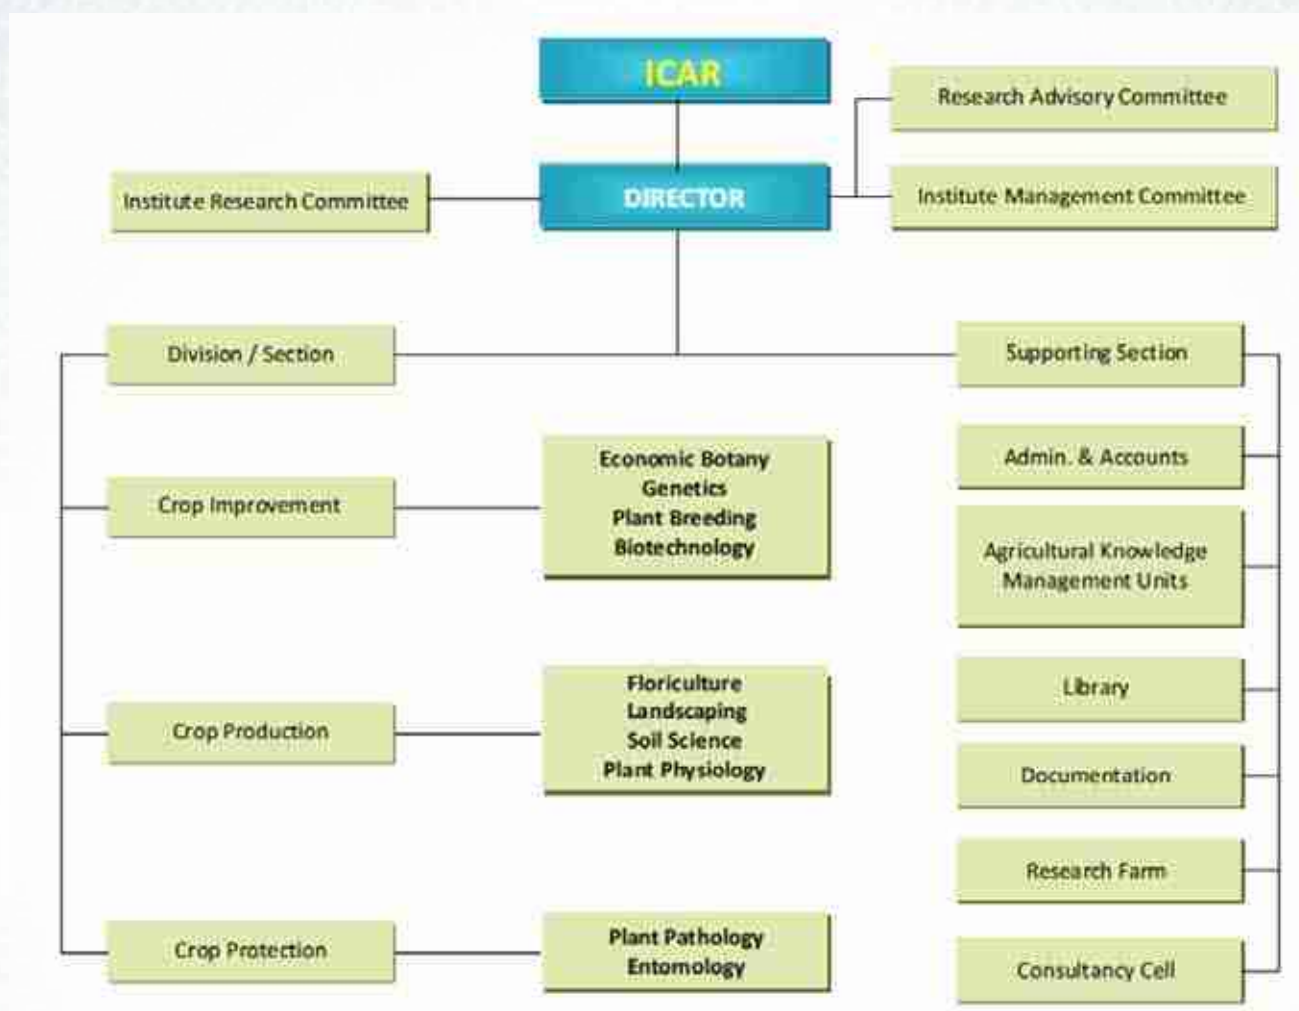 ICAR
Research Advisory Committee
Institute Research Committee
DIRECTOR
Institute Management Committee
Division / Section
Supporting Section
Crop Improvement
Economic Botany
Genetics
Plant Breeding
Biotechnology
Admin. & Accounts
Agricultural Knowledge
Management Units
Crop Production
Floriculture
Landscaping
Soil Science
Plant Physiology
Library
Documentation
Research Farm
Crop Protection
Plant Pathology
Entomology
Consultancy Cell